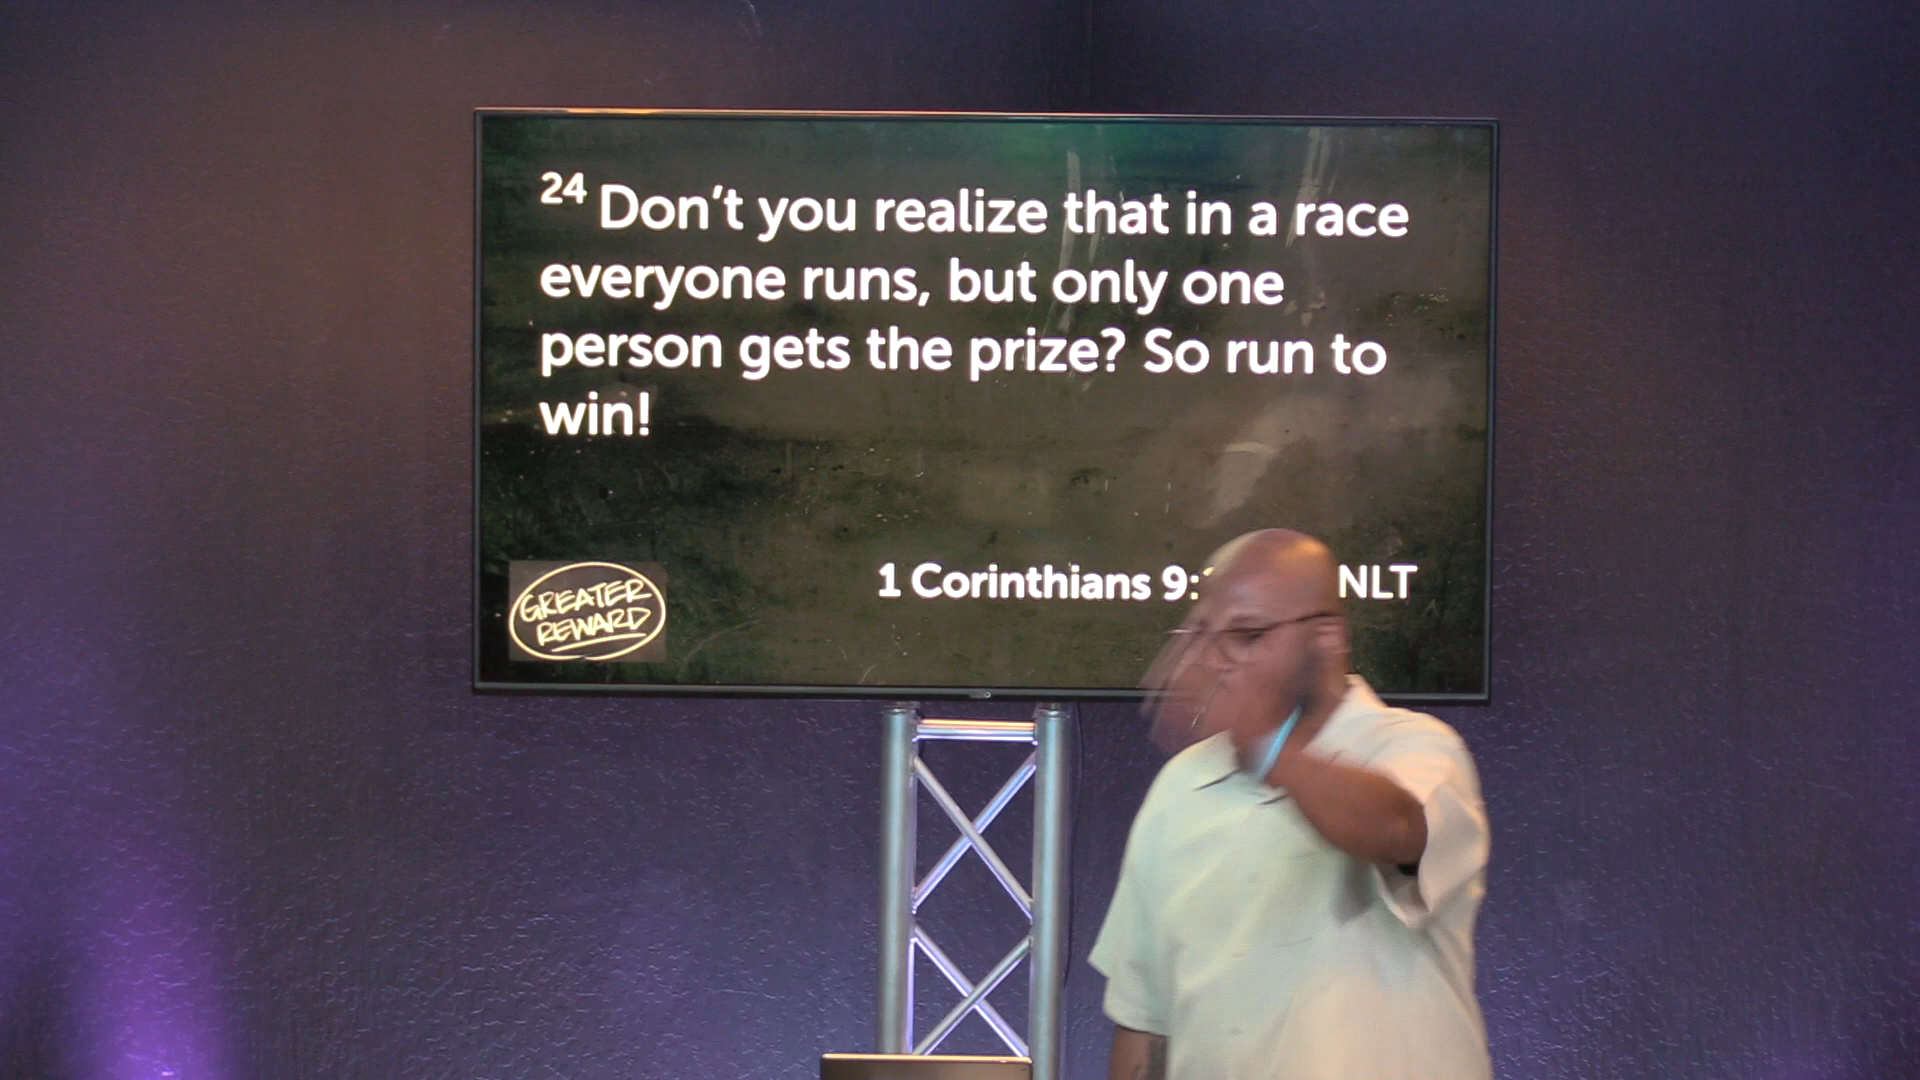 24 Don't you realize that in a race
everyone runs, but only one
person gets the prize? So run to
win!
1 Corinthians 9: NLT
GREATER
REWARD